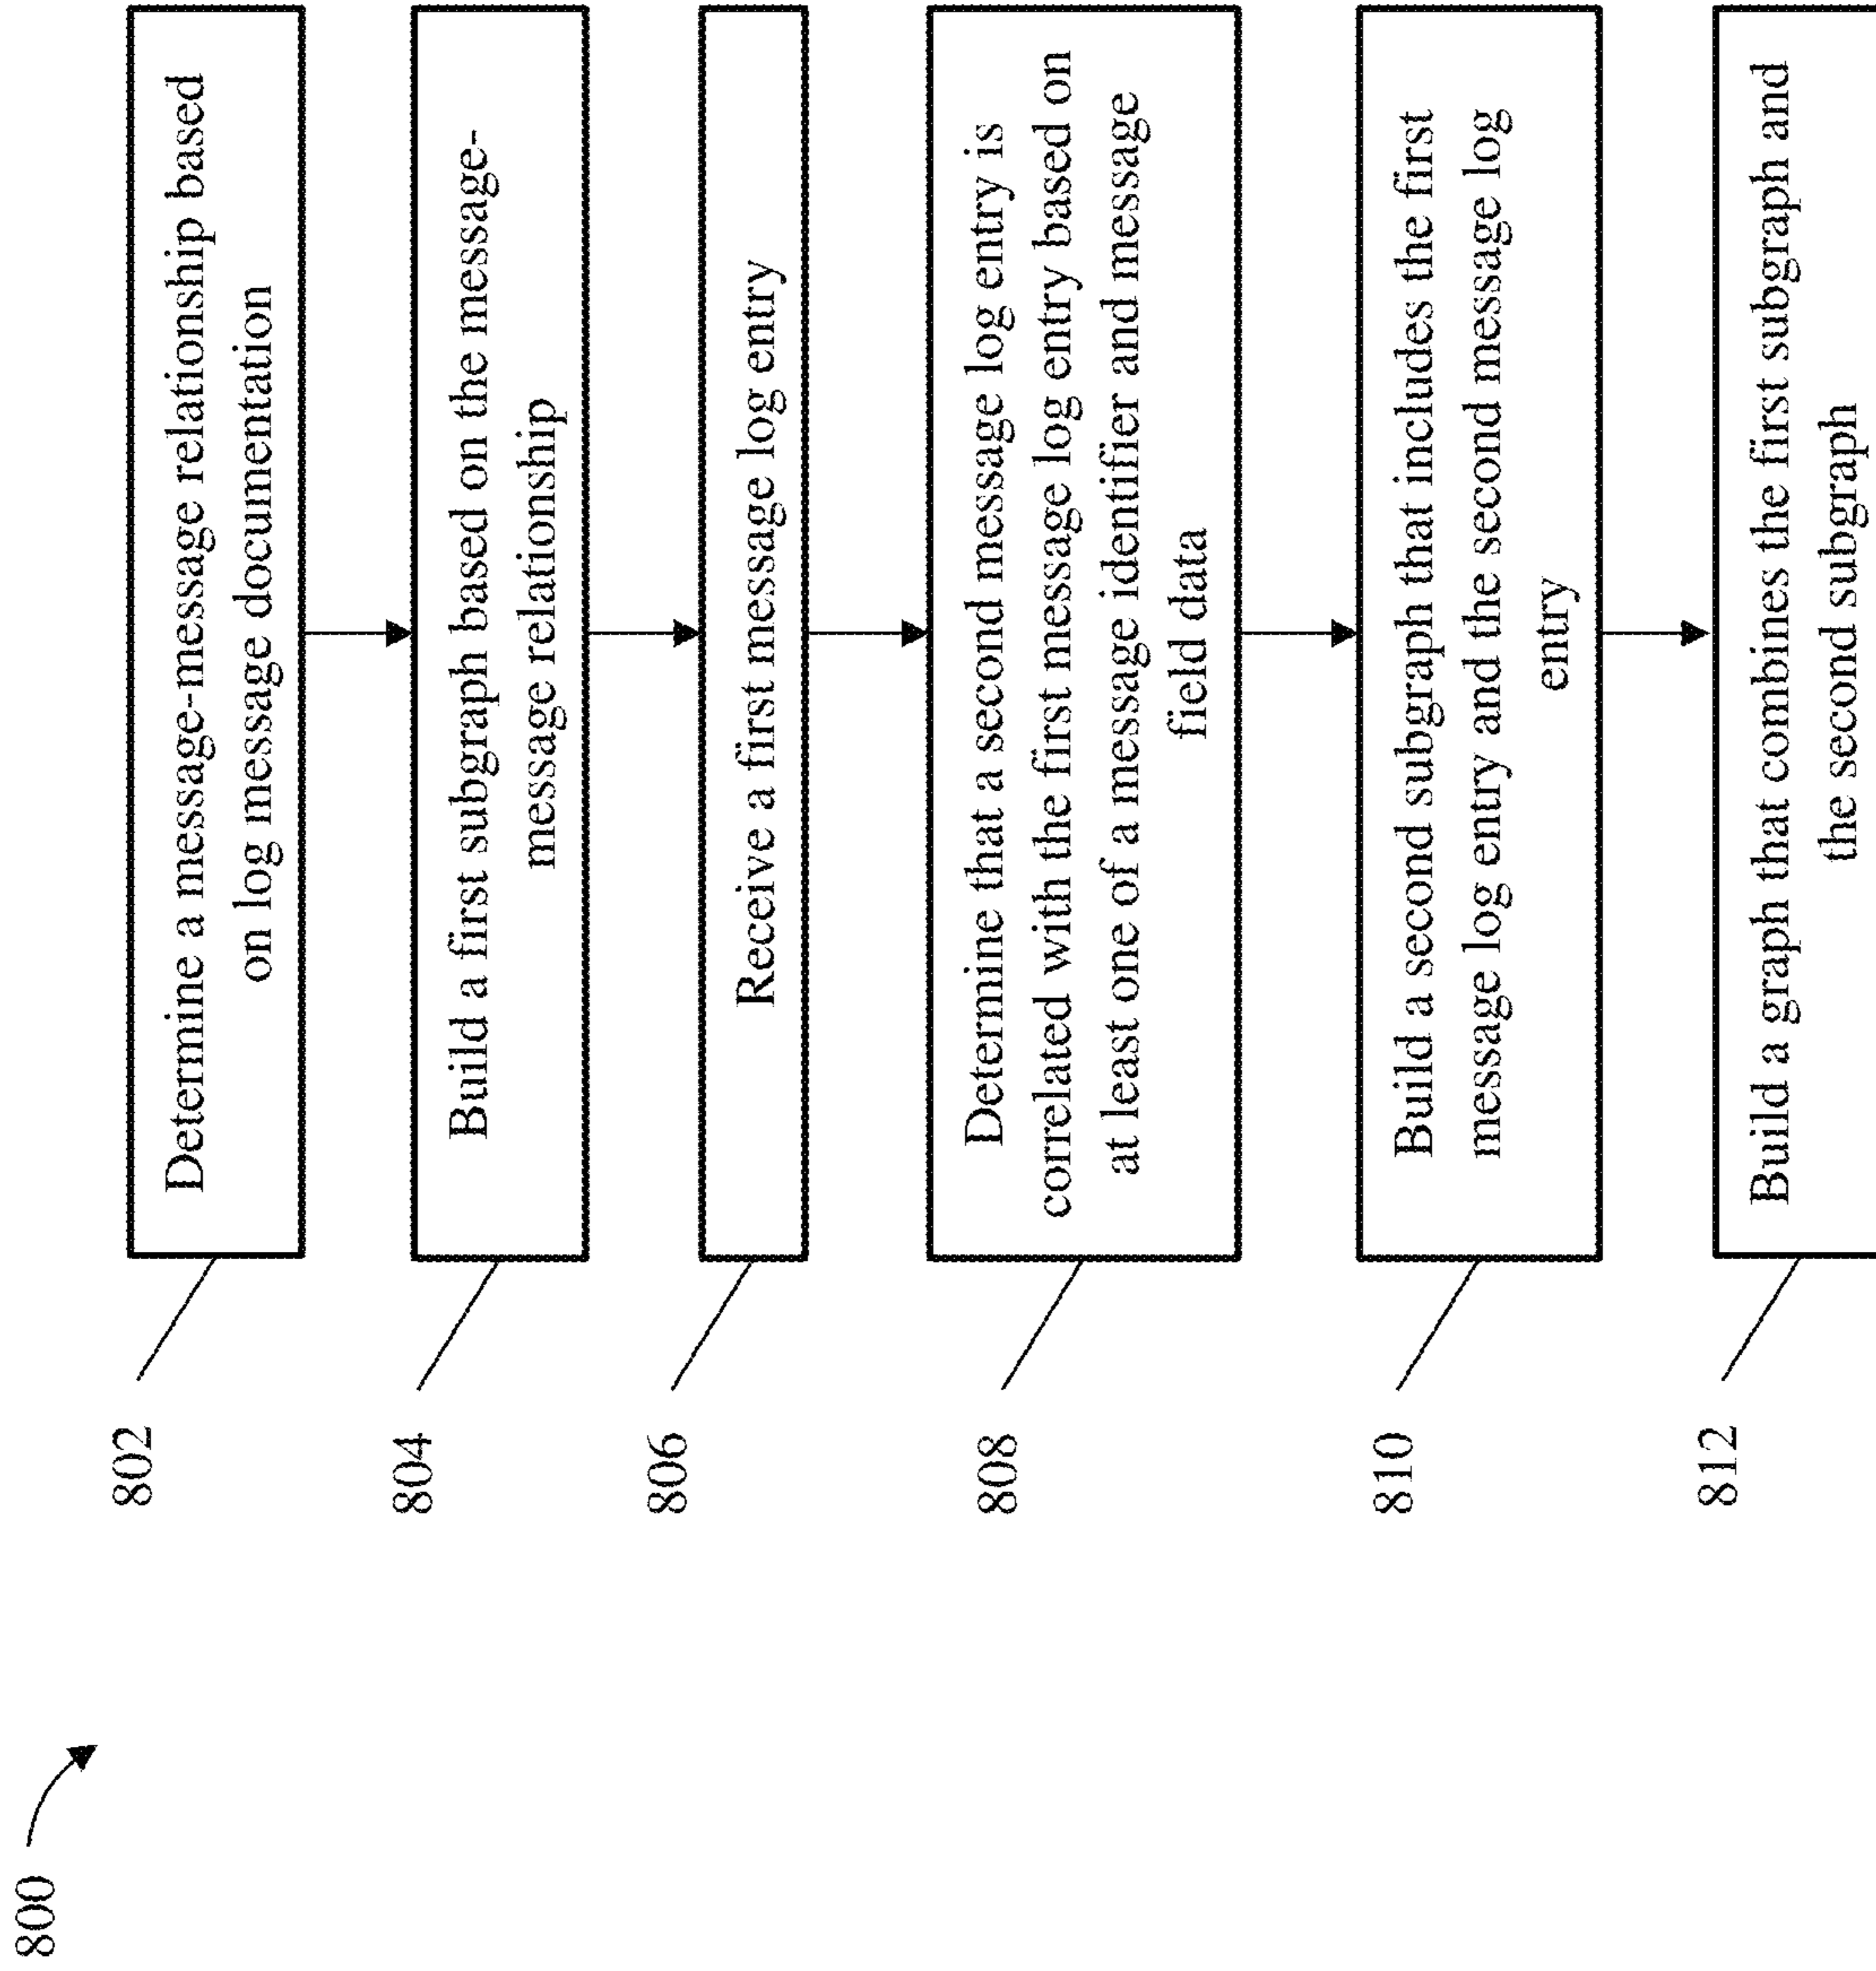 800
802
Determine a message-message relationship based
on log message documentation
804
Build a first subgraph based on the message-
message relationship
806
Receive a first message log entry
808
Determine that a second message log entry is
correlated with the first message log entry based on
at least one of a message identifier and message
field data
810
Build a second subgraph that includes the first
message log entry and the second message log
entry
812
Build a graph that combines the first subgraph and
the second subgraph